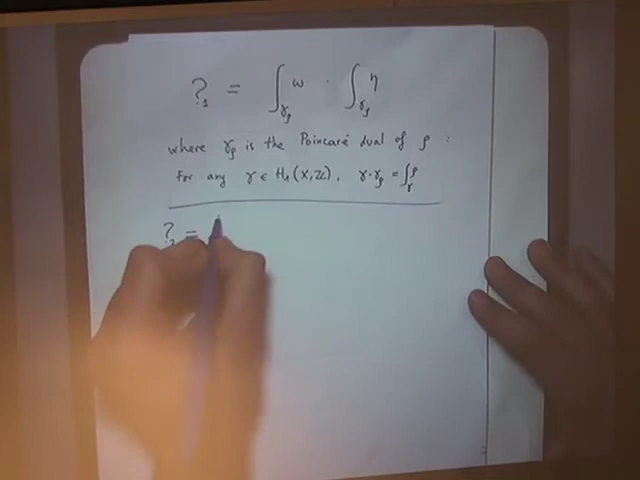 ?₁ = ∫_{γ_ρ} ω · ∫_{γ_ρ} η
where γ_ρ is the Poincaré dual of ρ :
For any γ ∈ H₁(X,ℤ), γ·γ_ρ = ∫_γ ρ
?₂ =